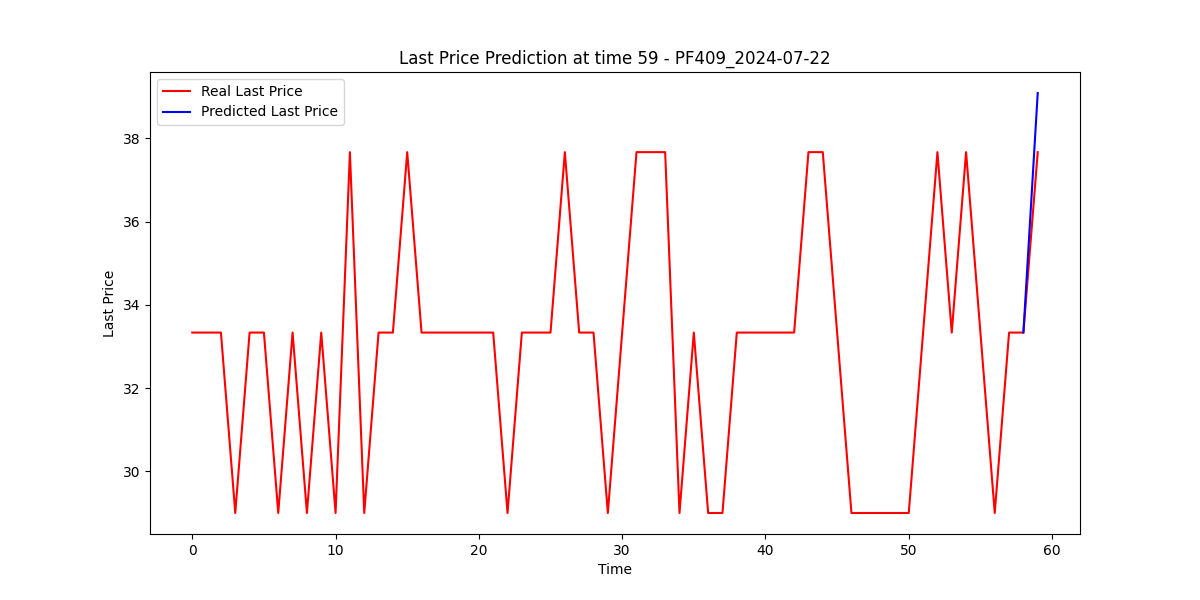 Last Price Prediction at time 59 - PF409_2024-07-22
Real Last Price
Predicted Last Price
38
36
34
32
30
Last Price
0 10 20 30 40 50 60
Time